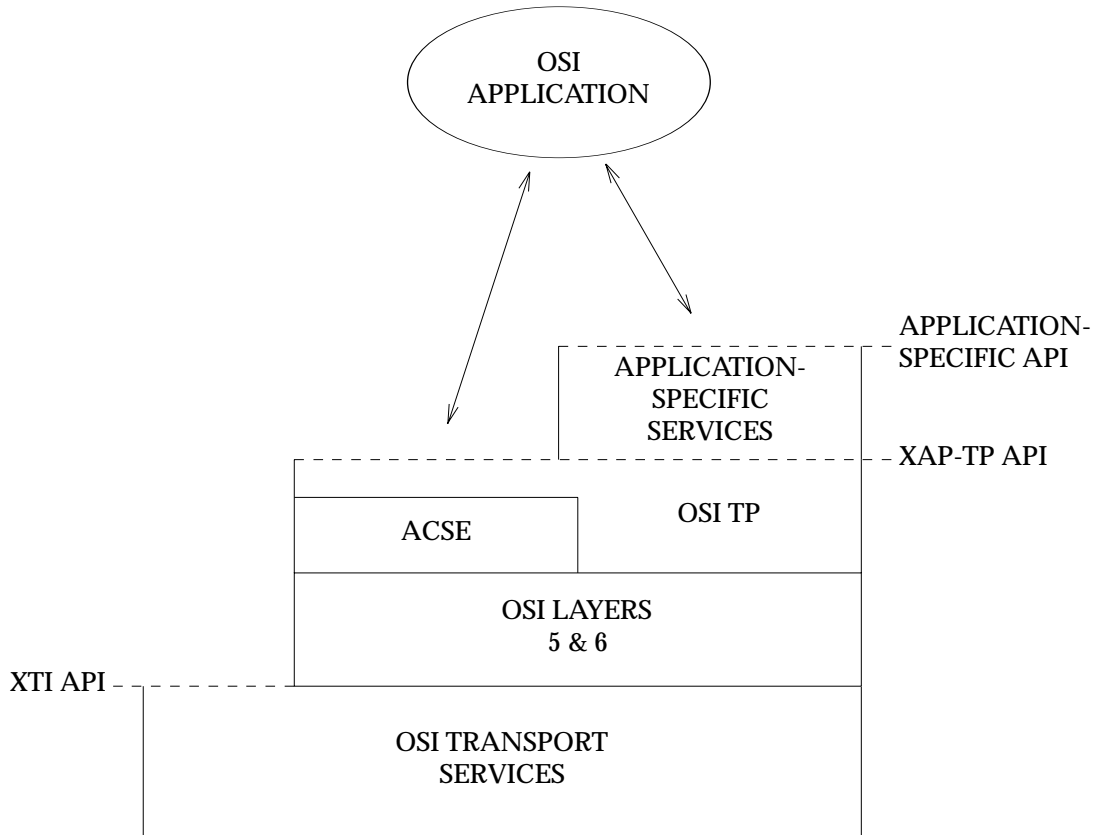 OSI
APPLICATION
APPLICATION-
SPECIFIC API
APPLICATION-
SPECIFIC
SERVICES
XAP-TP API
OSI TP
ACSE
OSI LAYERS
5 & 6
XTI API
OSI TRANSPORT
SERVICES